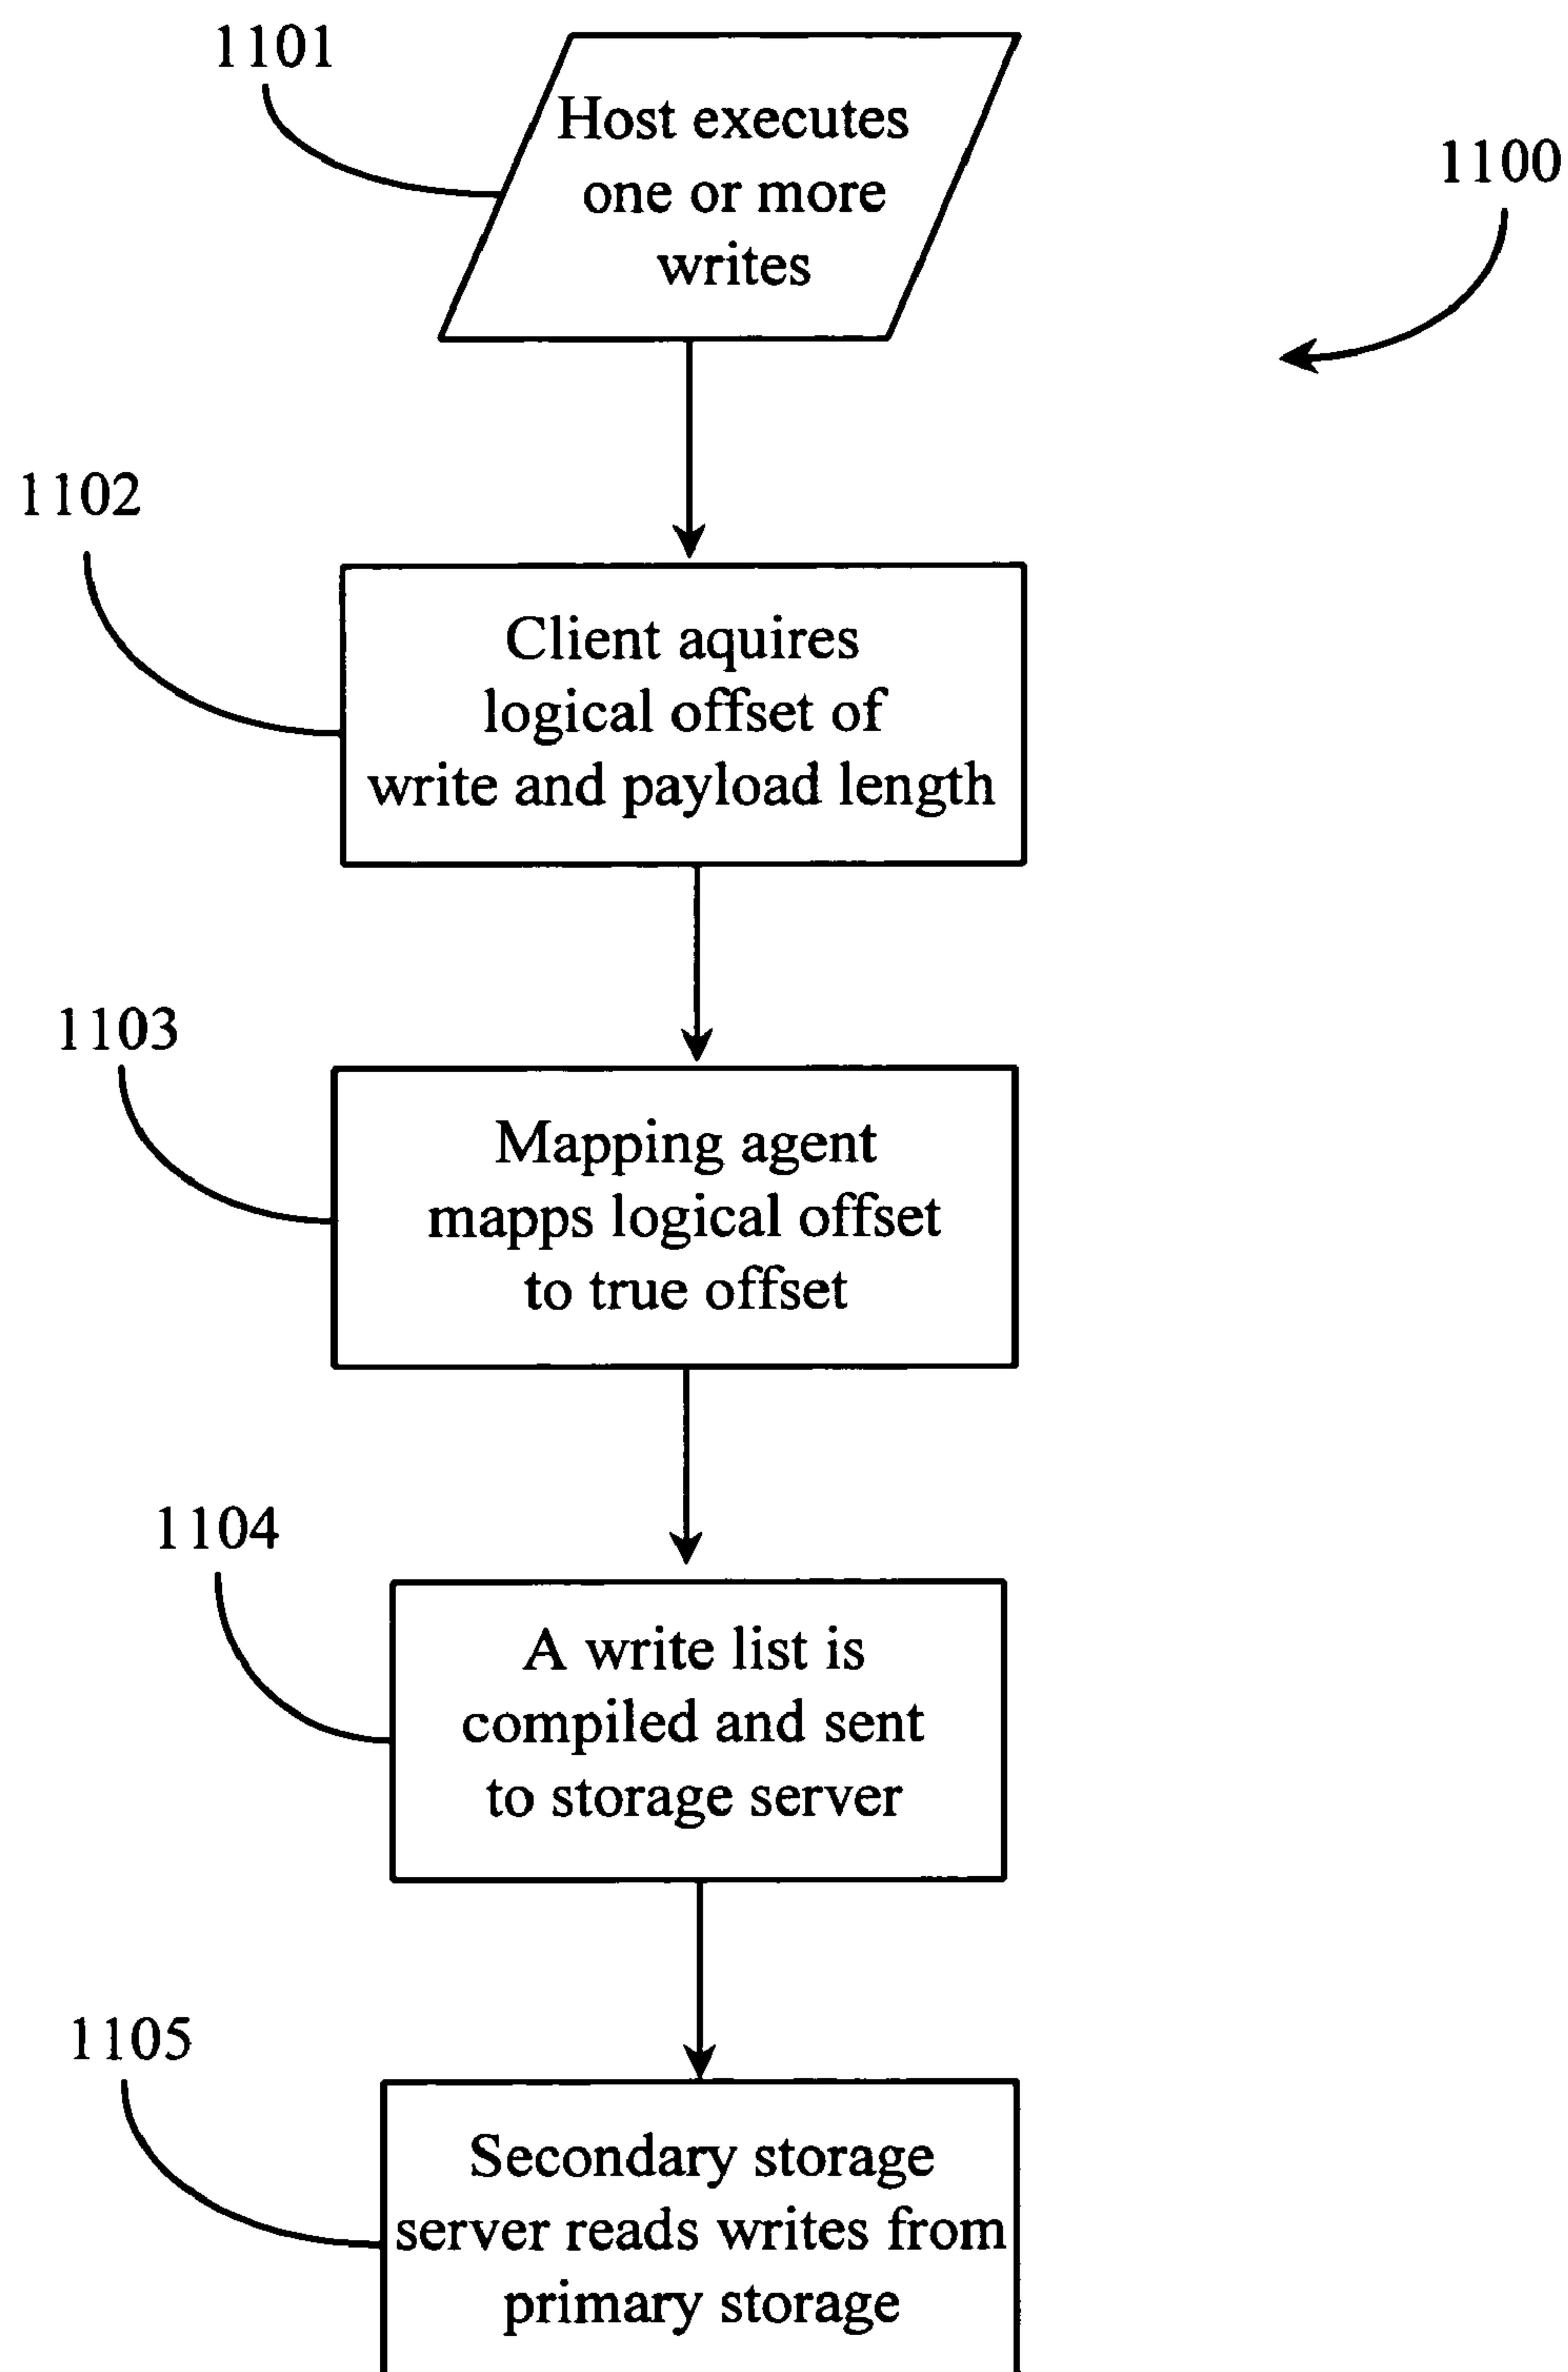 1101
Host executes
one or more
writes
1100
1102
Client aquires
logical offset of
write and payload length
1103
Mapping agent
mapps logical offset
to true offset
1104
A write list is
compiled and sent
to storage server
1105
Secondary storage
server reads writes from
primary storage